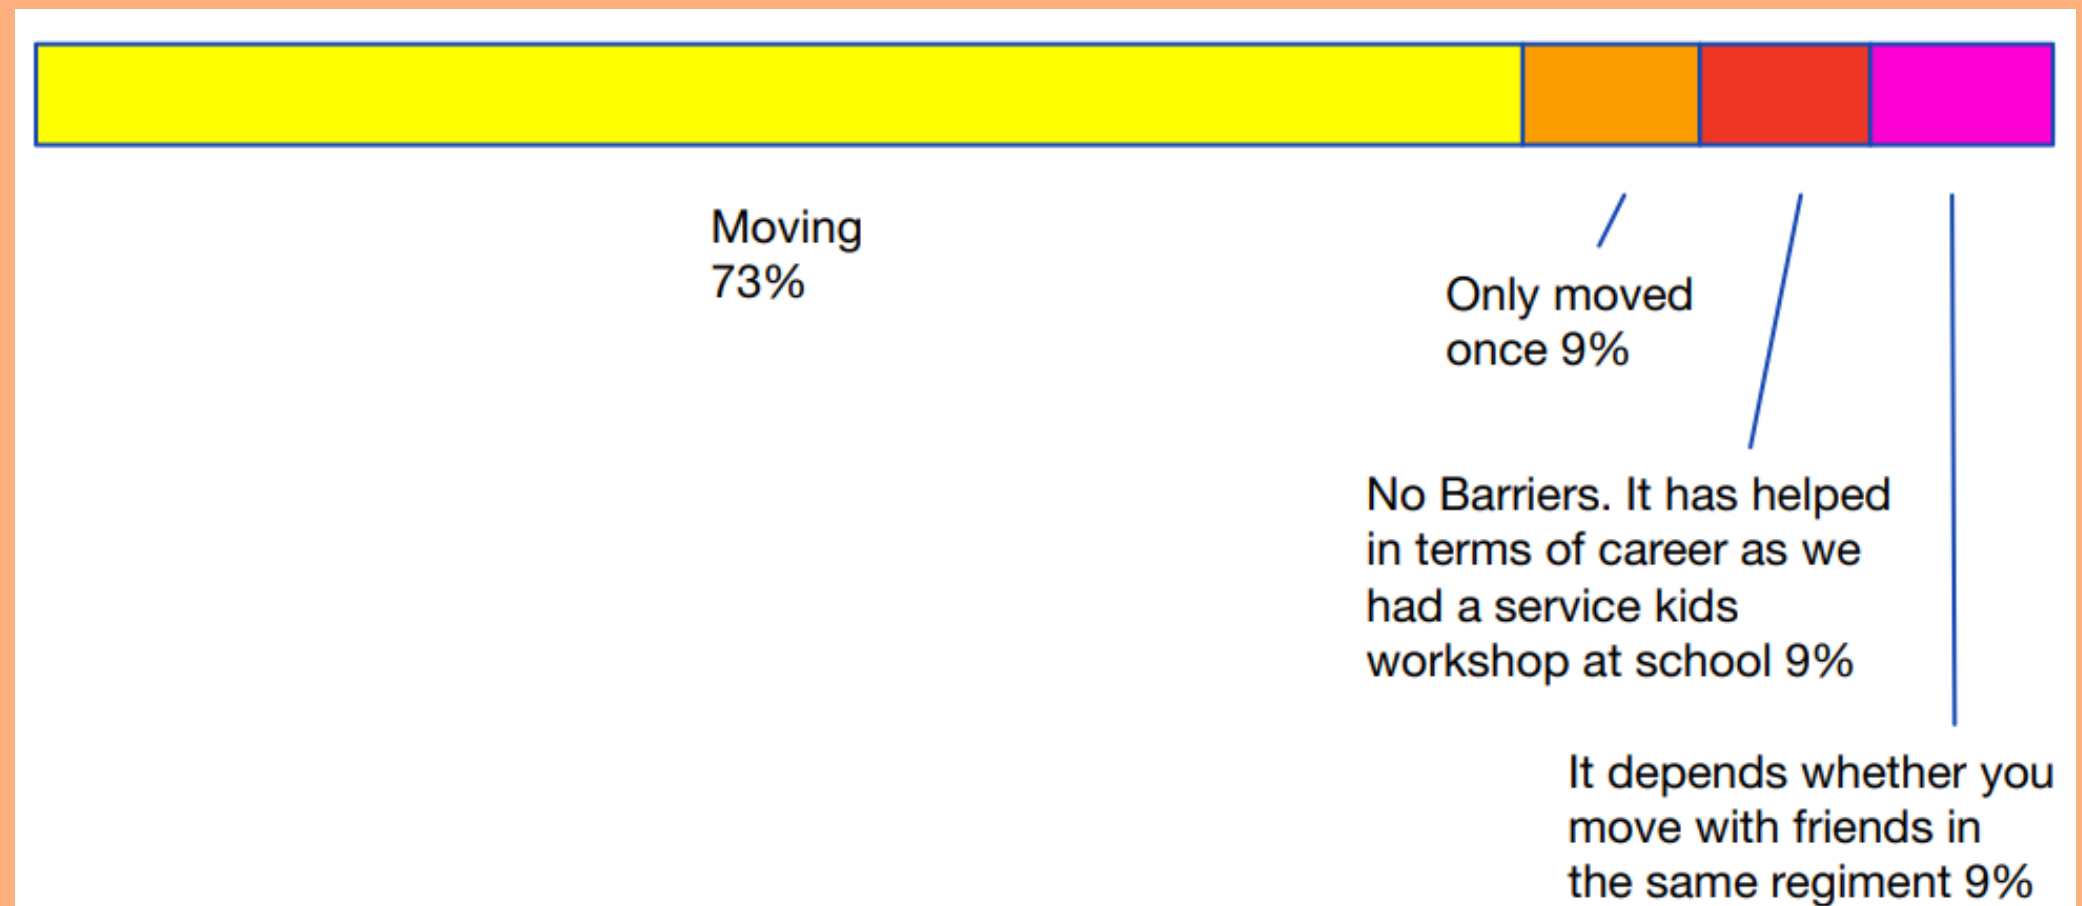 Moving
73%
Only moved
once 9%
No Barriers. It has helped
in terms of career as we
had a service kids
workshop at school 9%
It depends whether you
move with friends in
the same regiment 9%